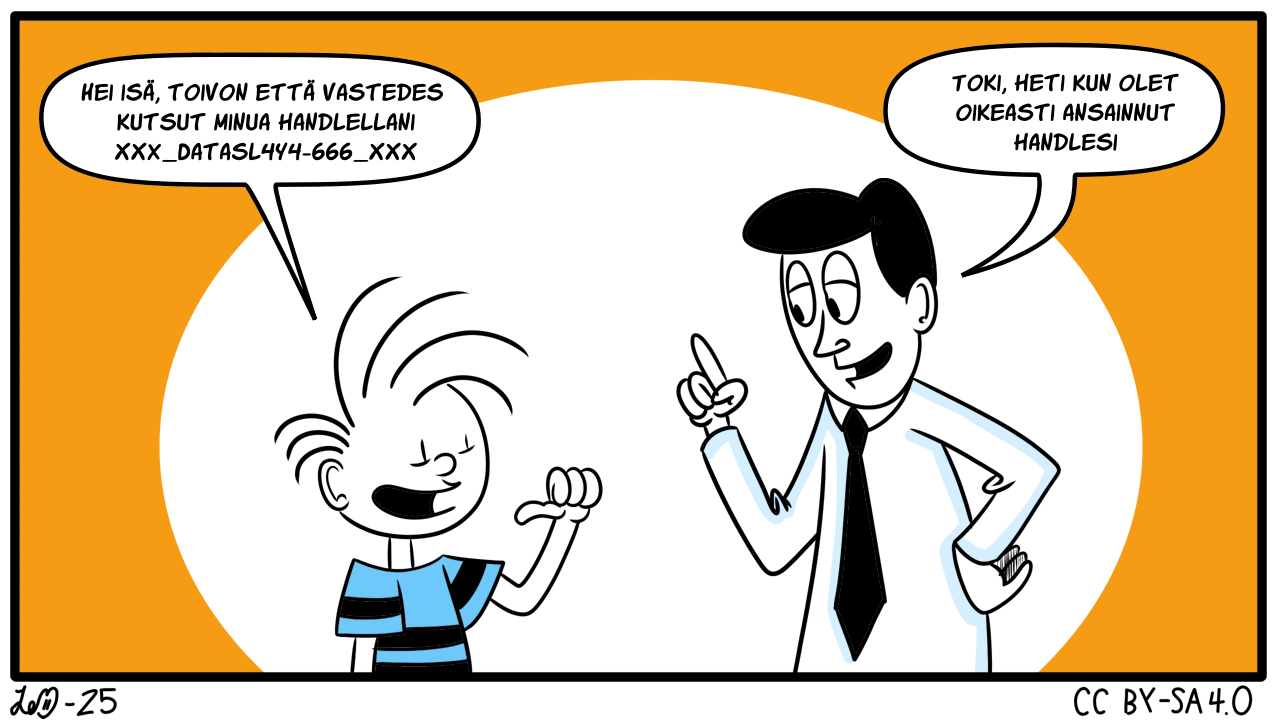 HEI ISÄ, TOIVON ETTÄ VASTEDES
KUTSUT MINUA HANDLELLANI
XXX_DATASL4Y4-666_XXX
TOKI, HETI KUN OLET
OIKEASTI ANSAINNUT
HANDLESI
-25
CC BY-SA 4.0